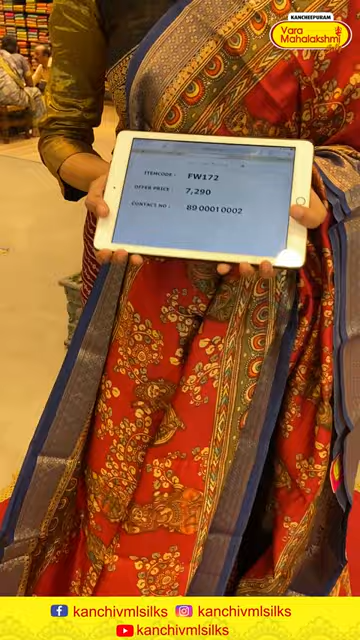 KANCHEEPURAM
Vara
Mahalakshmi
ITEMCODE - FW172
OFFER PRICE - 7,290
CONTACT NO - 89 0001 0002
kanchivmlsilks kanchivmlsilks
kanchivmlsilks